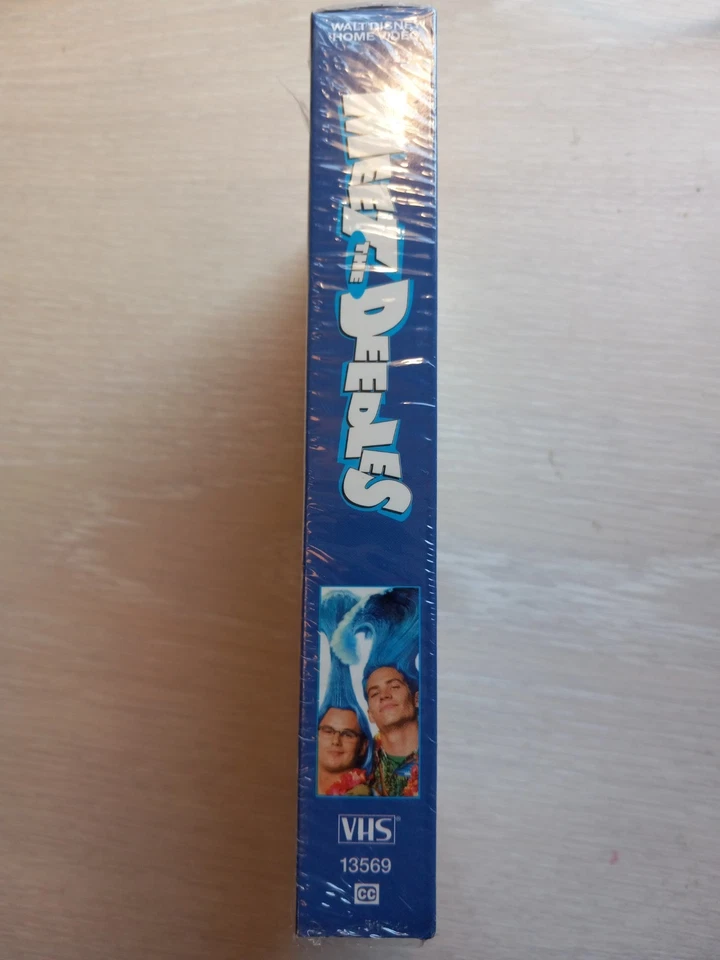 WALT DISNEY
HOME VIDEO
MEET THE DEEDLES
VHS
13569
CC